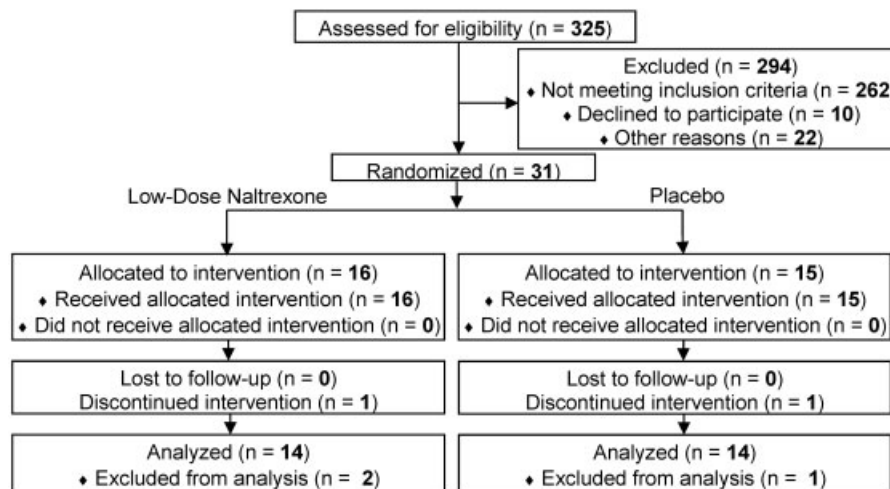 Assessed for eligibility (n = 325)
Excluded (n = 294)
♦ Not meeting inclusion criteria (n = 262
♦ Declined to participate (n = 10)
♦ Other reasons (n = 22)
Randomized (n = 31)
Low-Dose Naltrexone
Placebo
Allocated to intervention (n = 16)
♦ Received allocated intervention (n = 16)
♦ Did not receive allocated intervention (n = 0)
Allocated to intervention (n = 15)
♦ Received allocated intervention (n = 15)
♦ Did not receive allocated intervention (n = 0)
Lost to follow-up (n = 0)
Discontinued intervention (n = 1)
Lost to follow-up (n = 0)
Discontinued intervention (n = 1)
Analyzed (n = 14)
♦ Excluded from analysis (n = 2)
Analyzed (n = 14)
♦ Excluded from analysis (n = 1)